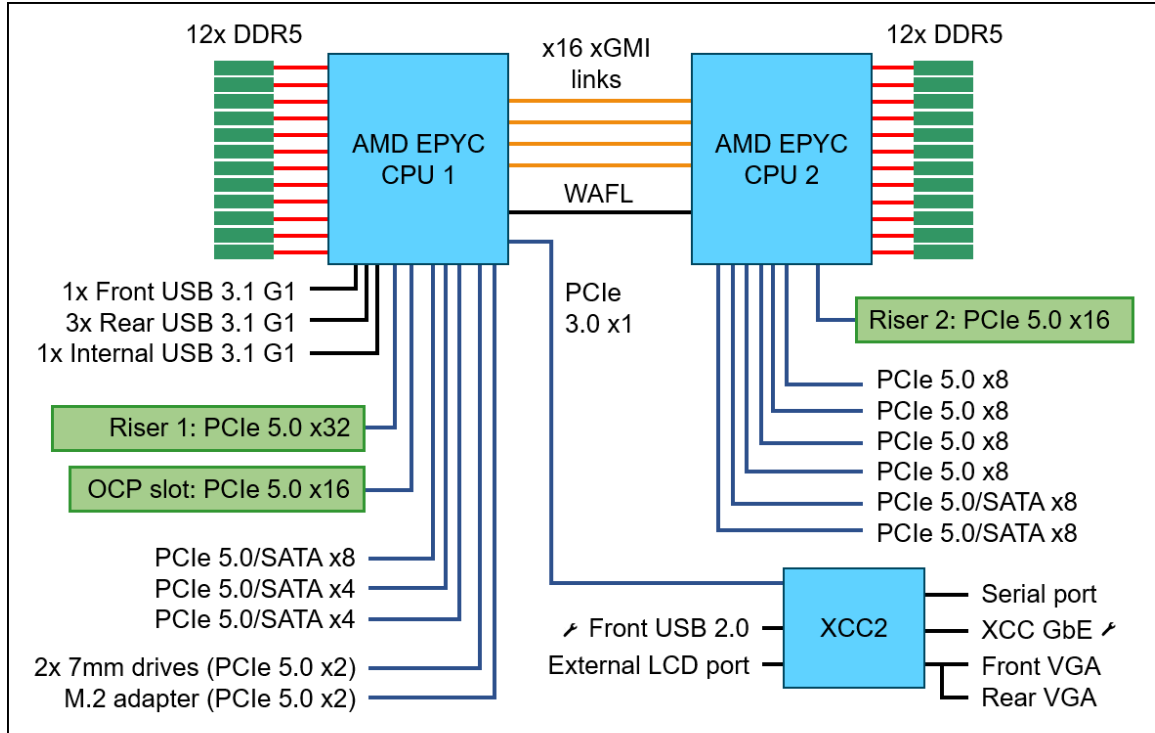 12x DDR5
x16 xGMI
links
12x DDR5
AMD EPYC
CPU 1
AMD EPYC
CPU 2
WAFL
1x Front USB 3.1 G1
3x Rear USB 3.1 G1
1x Internal USB 3.1 G1
PCIe
3.0 x1
Riser 2: PCIe 5.0 x16
Riser 1: PCIe 5.0 x32
OCP slot: PCIe 5.0 x16
PCIe 5.0 x8
PCIe 5.0 x8
PCIe 5.0 x8
PCIe 5.0 x8
PCIe 5.0/SATA x8
PCIe 5.0/SATA x8
PCIe 5.0/SATA x8
PCIe 5.0/SATA x4
PCIe 5.0/SATA x4
2x 7mm drives (PCIe 5.0 x2)
M.2 adapter (PCIe 5.0 x2)
Front USB 2.0
External LCD port
XCC2
Serial port
XCC GbE
Front VGA
Rear VGA